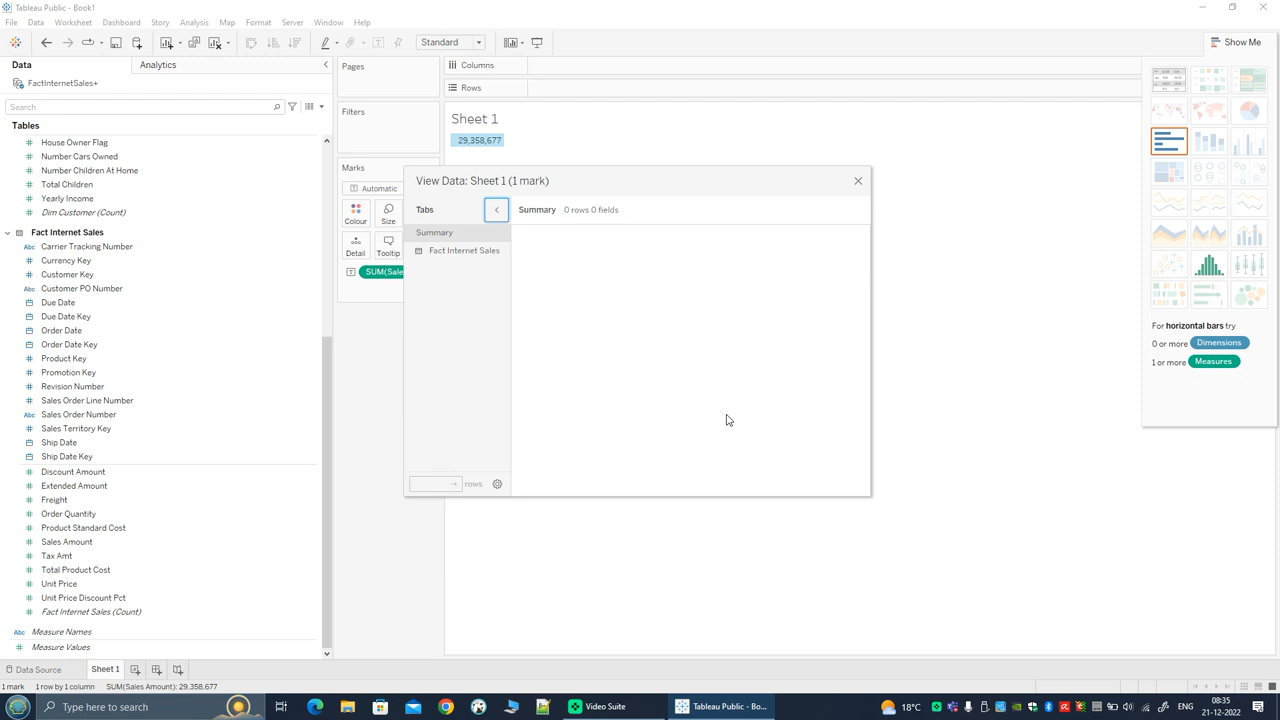 Tableau Public - Book1
File Data Worksheet Dashboard Story Analysis Map Format Server Window Help
Standard
Show Me
Data Analytics
FactInternetSales+
Search
Tables
House Owner Flag
Number Cars Owned
Number Children At Home
Total Children
Yearly Income
Dim Customer (Count)
Fact Internet Sales
Abc Carrier Tracking Number
Currency Key
Customer Key
Abc Customer PO Number
Due Date
Due Date Key
Order Date
Order Date Key
Product Key
Promotion Key
Revision Number
Sales Order Line Number
Abc Sales Order Number
Sales Territory Key
Ship Date
Ship Date Key
Discount Amount
Extended Amount
Freight
Order Quantity
Product Standard Cost
Sales Amount
Tax Amt
Total Product Cost
Unit Price
Unit Price Discount Pct
Fact Internet Sales (Count)
Abc Measure Names
Measure Values
Pages
Filters
Marks
Automatic
Colour Size
Detail Tooltip
SUM(Sale
Columns
Rows
Sheet 1
29,358,677
View Data: Sheet 1 (1 mark)
Tabs
Summary 0 rows 0 fields
Summary
Fact Internet Sales
→ rows
For horizontal bars try
0 or more Dimensions
1 or more Measures
Data Source Sheet 1
1 mark 1 row by 1 column SUM(Sales Amount): 29,358,677
Type here to search
Video Suite
Tableau Public - Bo...
18°C
ENG
08:35
21-12-2022